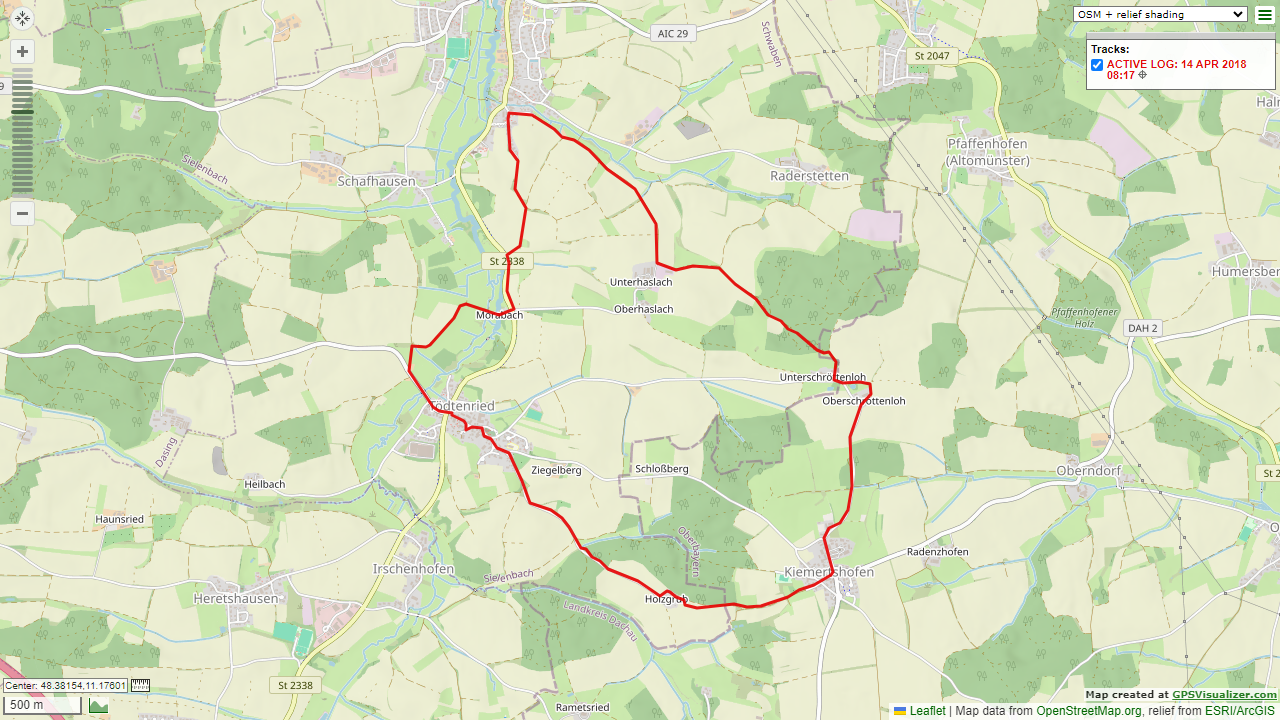 OSM + relief shading
Tracks:
ACTIVE LOG: 14 APR 2018
08:17
AIC 29
Schwaben
St 2047
Pfaffenhofen
(Altomünster)
Sielenbach
Schafhausen
Raderstetten
St 2338
Humersber
Unterhaslach
Oberhaslach
Morabach
Pfaffenhofener
Holz
DAH 2
Unterschröttenloh
Oberschröttenloh
Tödtenried
Dasing
Ziegelberg
Schloßberg
Oberndorf
St 2
Heilbach
Haunsried
Oberbayern
Radenzhofen
Irschenhofen
Sielenbach
Kiemertshofen
Heretshausen
Holzgrub
Landkreis Dachau
St 2338
Rametsried
Center: 48.38154,11.17601
500 m
Map created at GPSVisualizer.com
Leaflet | Map data from OpenStreetMap.org, relief from ESRI/ArcGIS